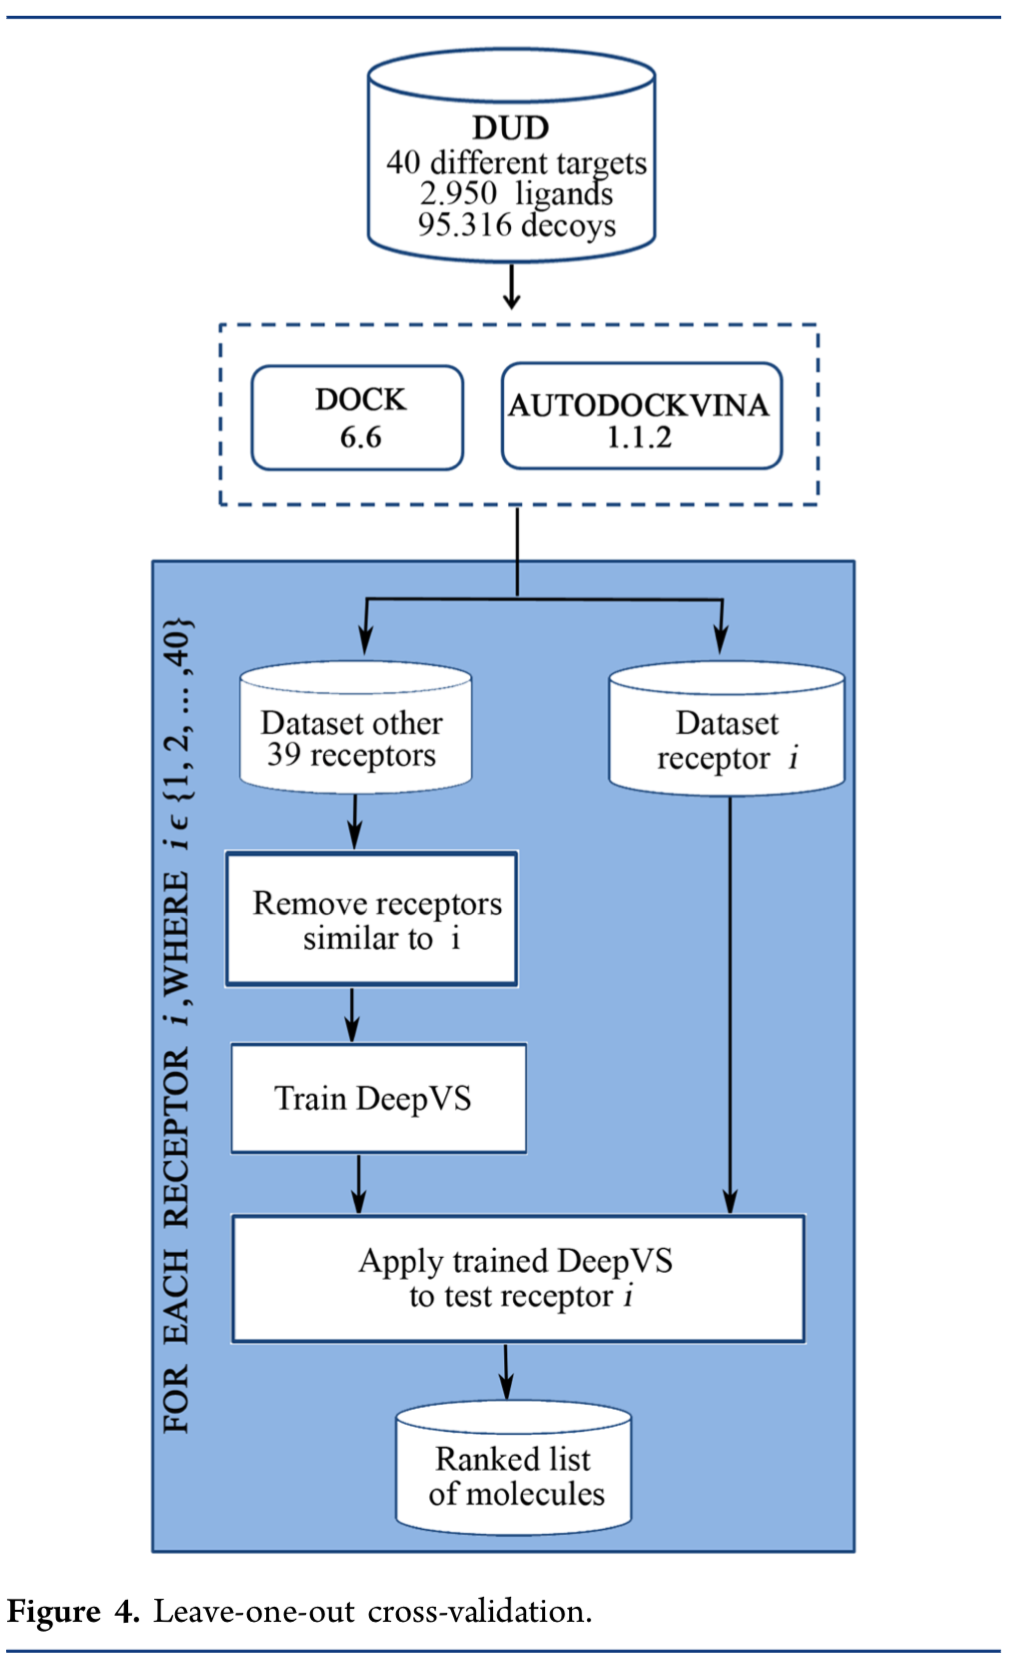 DUD
40 different targets
2.950 ligands
95.316 decoys
DOCK
6.6
AUTODOCKVINA
1.1.2
FOR EACH RECEPTOR i,WHERE i ϵ {1, 2, ... ,40}
Dataset other
39 receptors
Dataset
receptor i
Remove receptors
similar to i
Train DeepVS
Apply trained DeepVS
to test receptor i
Ranked list
of molecules
Figure 4. Leave-one-out cross-validation.